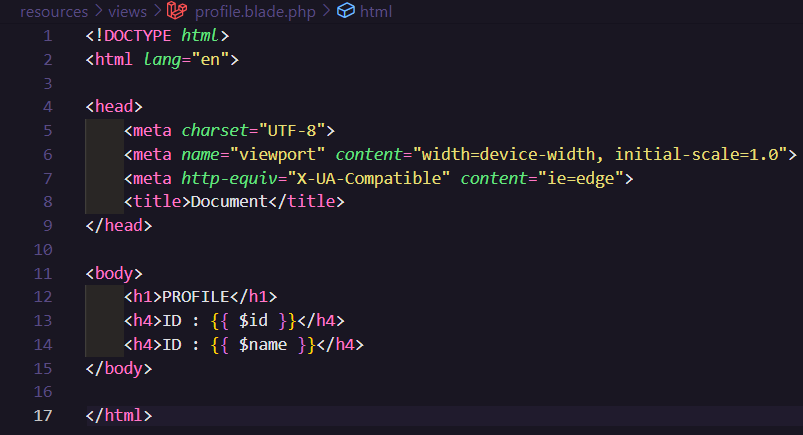 resources > views > profile.blade.php > html
1 <!DOCTYPE html>
2 <html lang="en">
3
4 <head>
5     <meta charset="UTF-8">
6     <meta name="viewport" content="width=device-width, initial-scale=1.0">
7     <meta http-equiv="X-UA-Compatible" content="ie=edge">
8     <title>Document</title>
9 </head>
10
11 <body>
12     <h1>PROFILE</h1>
13     <h4>ID : {{ $id }}</h4>
14     <h4>ID : {{ $name }}</h4>
15 </body>
16
17 </html>